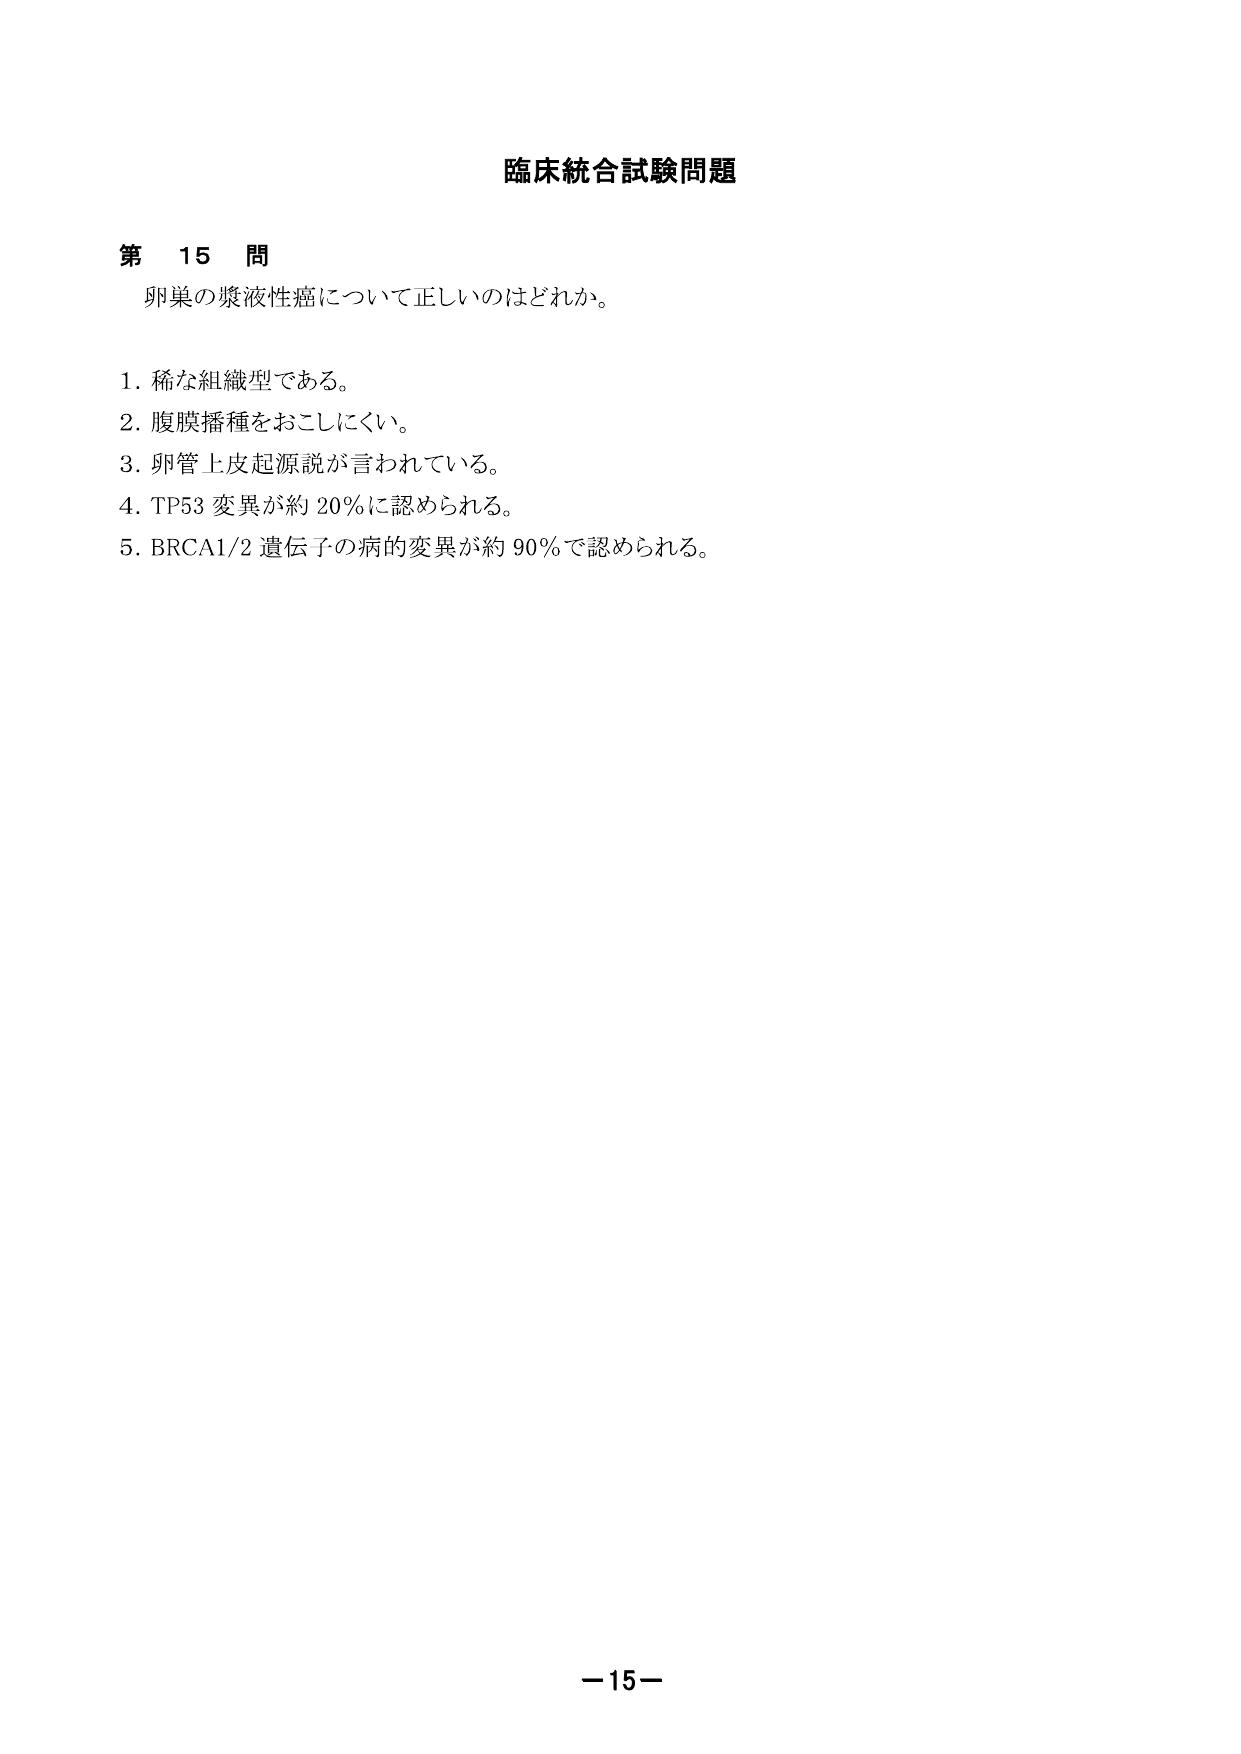 臨床統合試験問題
第 15 問
卵巣の漿液性癌について正しいのはどれか。
1. 稀な組織型である。
2. 腹膜播種をおこしにくい。
3. 卵管上皮起源説が言われている。
4. TP53 変異が約 20%に認められる。
5. BRCA1/2 遺伝子の病的変異が約 90%で認められる。
－15－